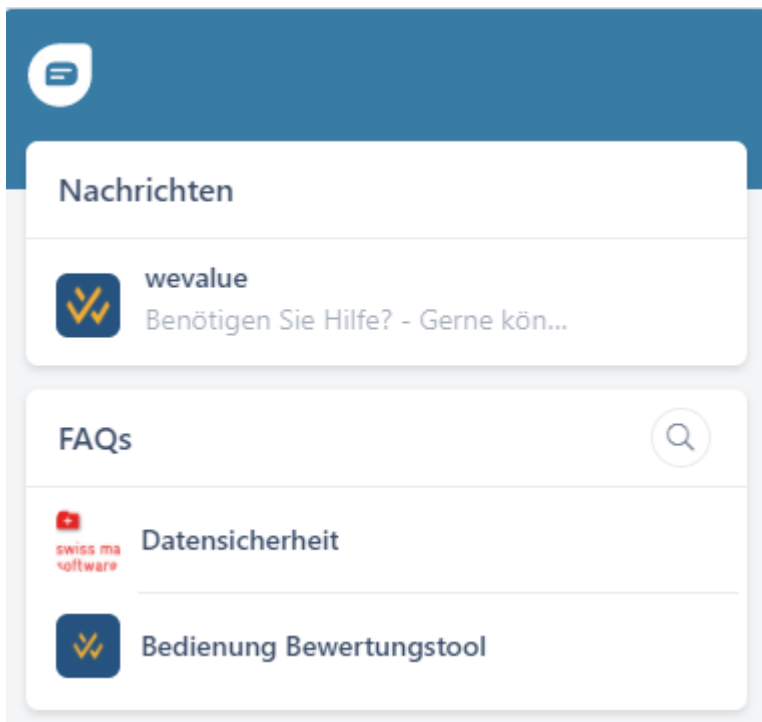 Nachrichten
wevalue
Benötigen Sie Hilfe? - Gerne kön...
FAQs
swiss ma
software
Datensicherheit
Bedienung Bewertungstool